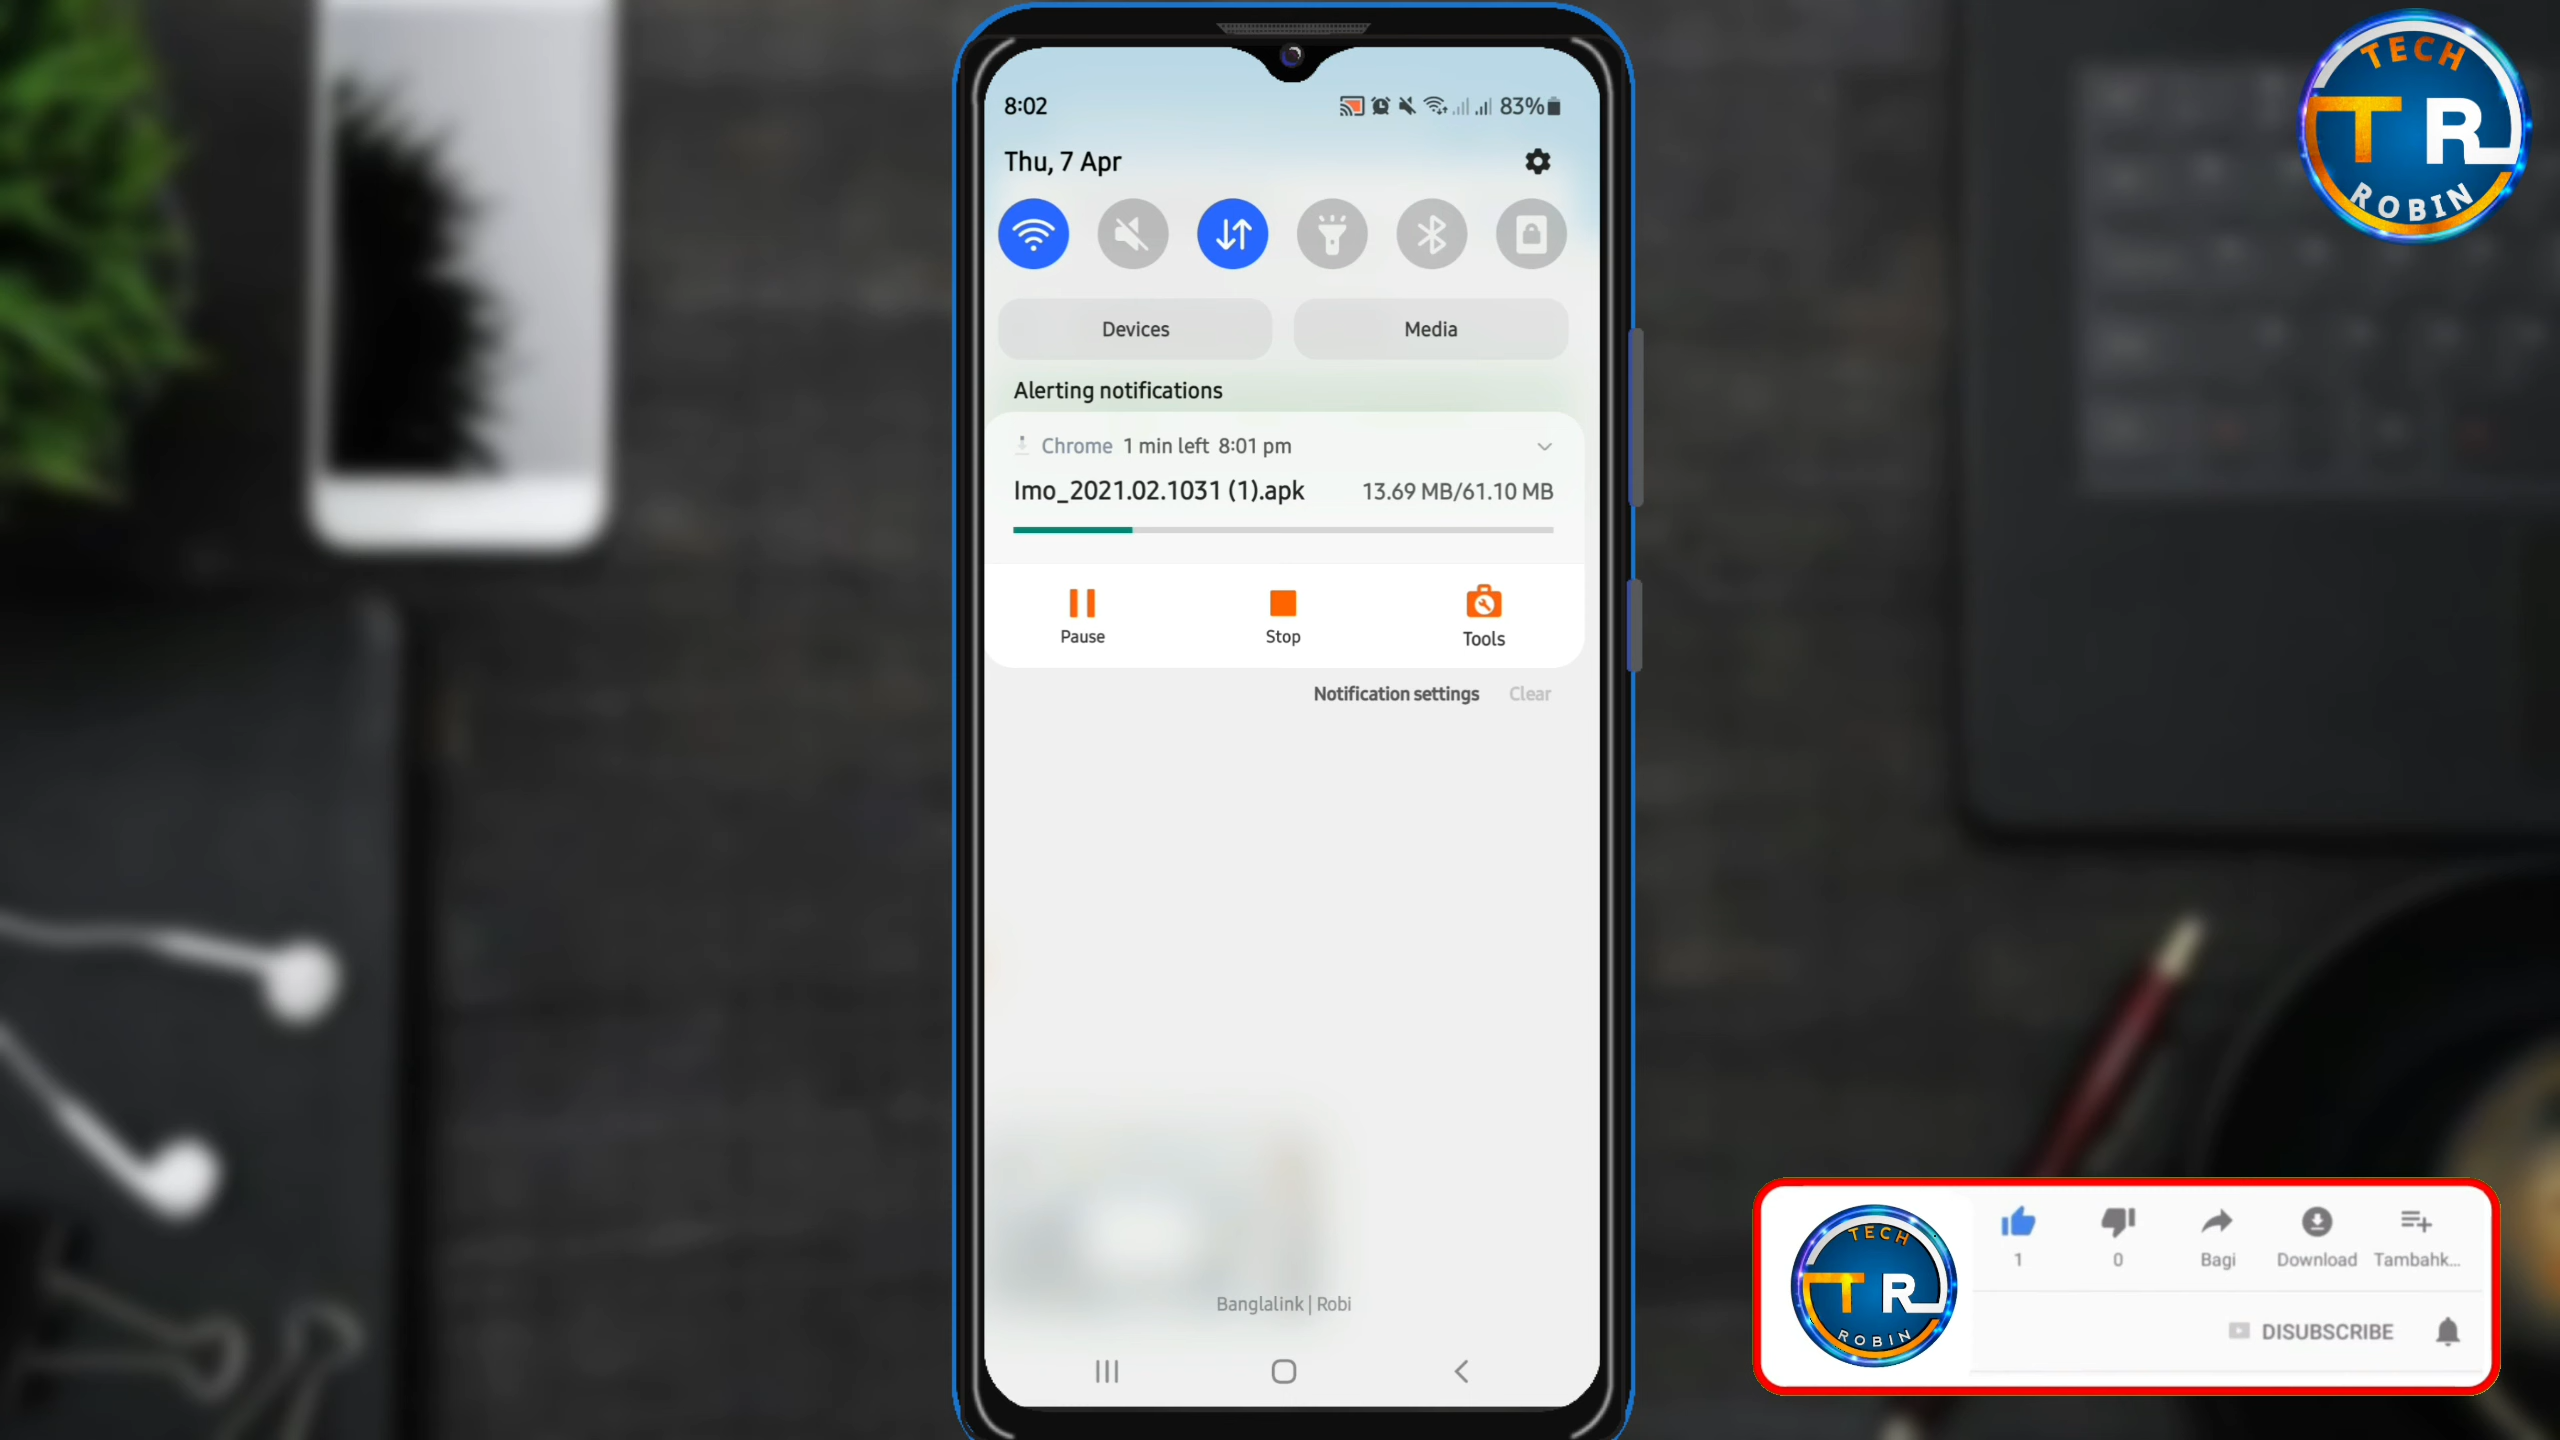 8:02
83%
Thu, 7 Apr
Devices
Media
Alerting notifications
Chrome 1 min left 8:01 pm
Imo_2021.02.1031 (1).apk 13.69 MB/61.10 MB
Pause
Stop
Tools
Notification settings
Clear
Banglalink | Robi
TECH
TR
ROBIN
TECH
TR
ROBIN
1
0
Bagi
Download
Tambahk...
DISUBSCRIBE